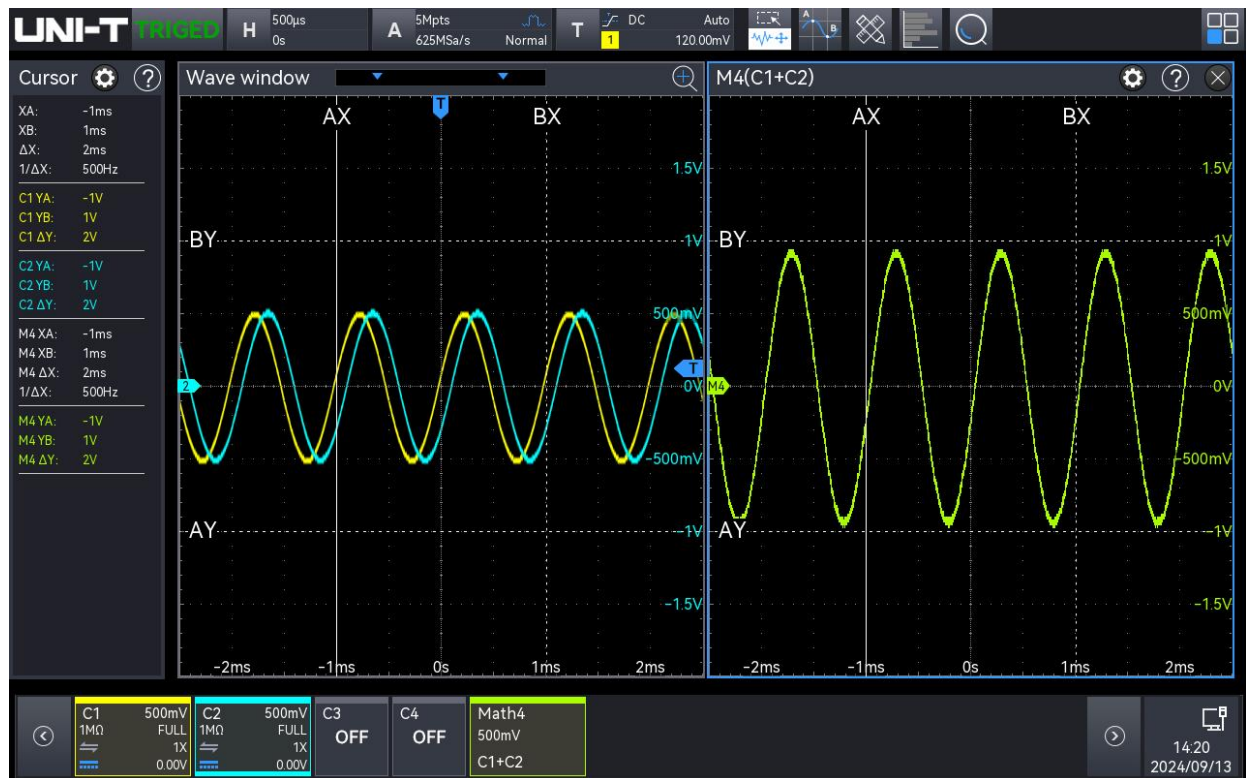 UNI-T TRIGED H 500μs 0s A 5Mpts 625MSa/s Normal T DC 1 Auto 120.00mV A B
Cursor ?
XA: -1ms
XB: 1ms
ΔX: 2ms
1/ΔX: 500Hz
C1 YA: -1V
C1 YB: 1V
C1 ΔY: 2V
C2 YA: -1V
C2 YB: 1V
C2 ΔY: 2V
M4 XA: -1ms
M4 XB: 1ms
M4 ΔX: 2ms
1/ΔX: 500Hz
M4 YA: -1V
M4 YB: 1V
M4 ΔY: 2V
Wave window
T
AX BX
1.5V
BY 1V
500mV
T
2 0V
-500mV
AY -1V
-1.5V
-2ms -1ms 0s 1ms 2ms
M4(C1+C2) ?
AX BX
1.5V
BY 1V
500mV
M4 0V
-500mV
AY -1V
-1.5V
-2ms -1ms 0s 1ms 2ms
C1 500mV
1MΩ FULL
1X
0.00V
C2 500mV
1MΩ FULL
1X
0.00V
C3
OFF
C4
OFF
Math4
500mV
C1+C2
14:20
2024/09/13